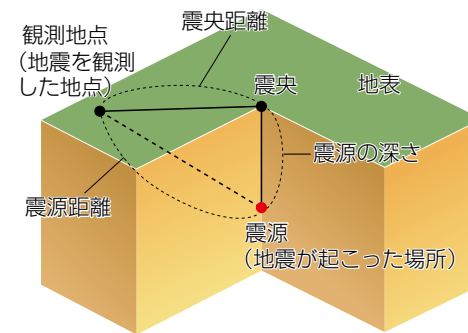 震央距離
観測地点
(地震を観測
した地点)
震央
地表
震源の深さ
震源距離
震源
(地震が起こった場所)